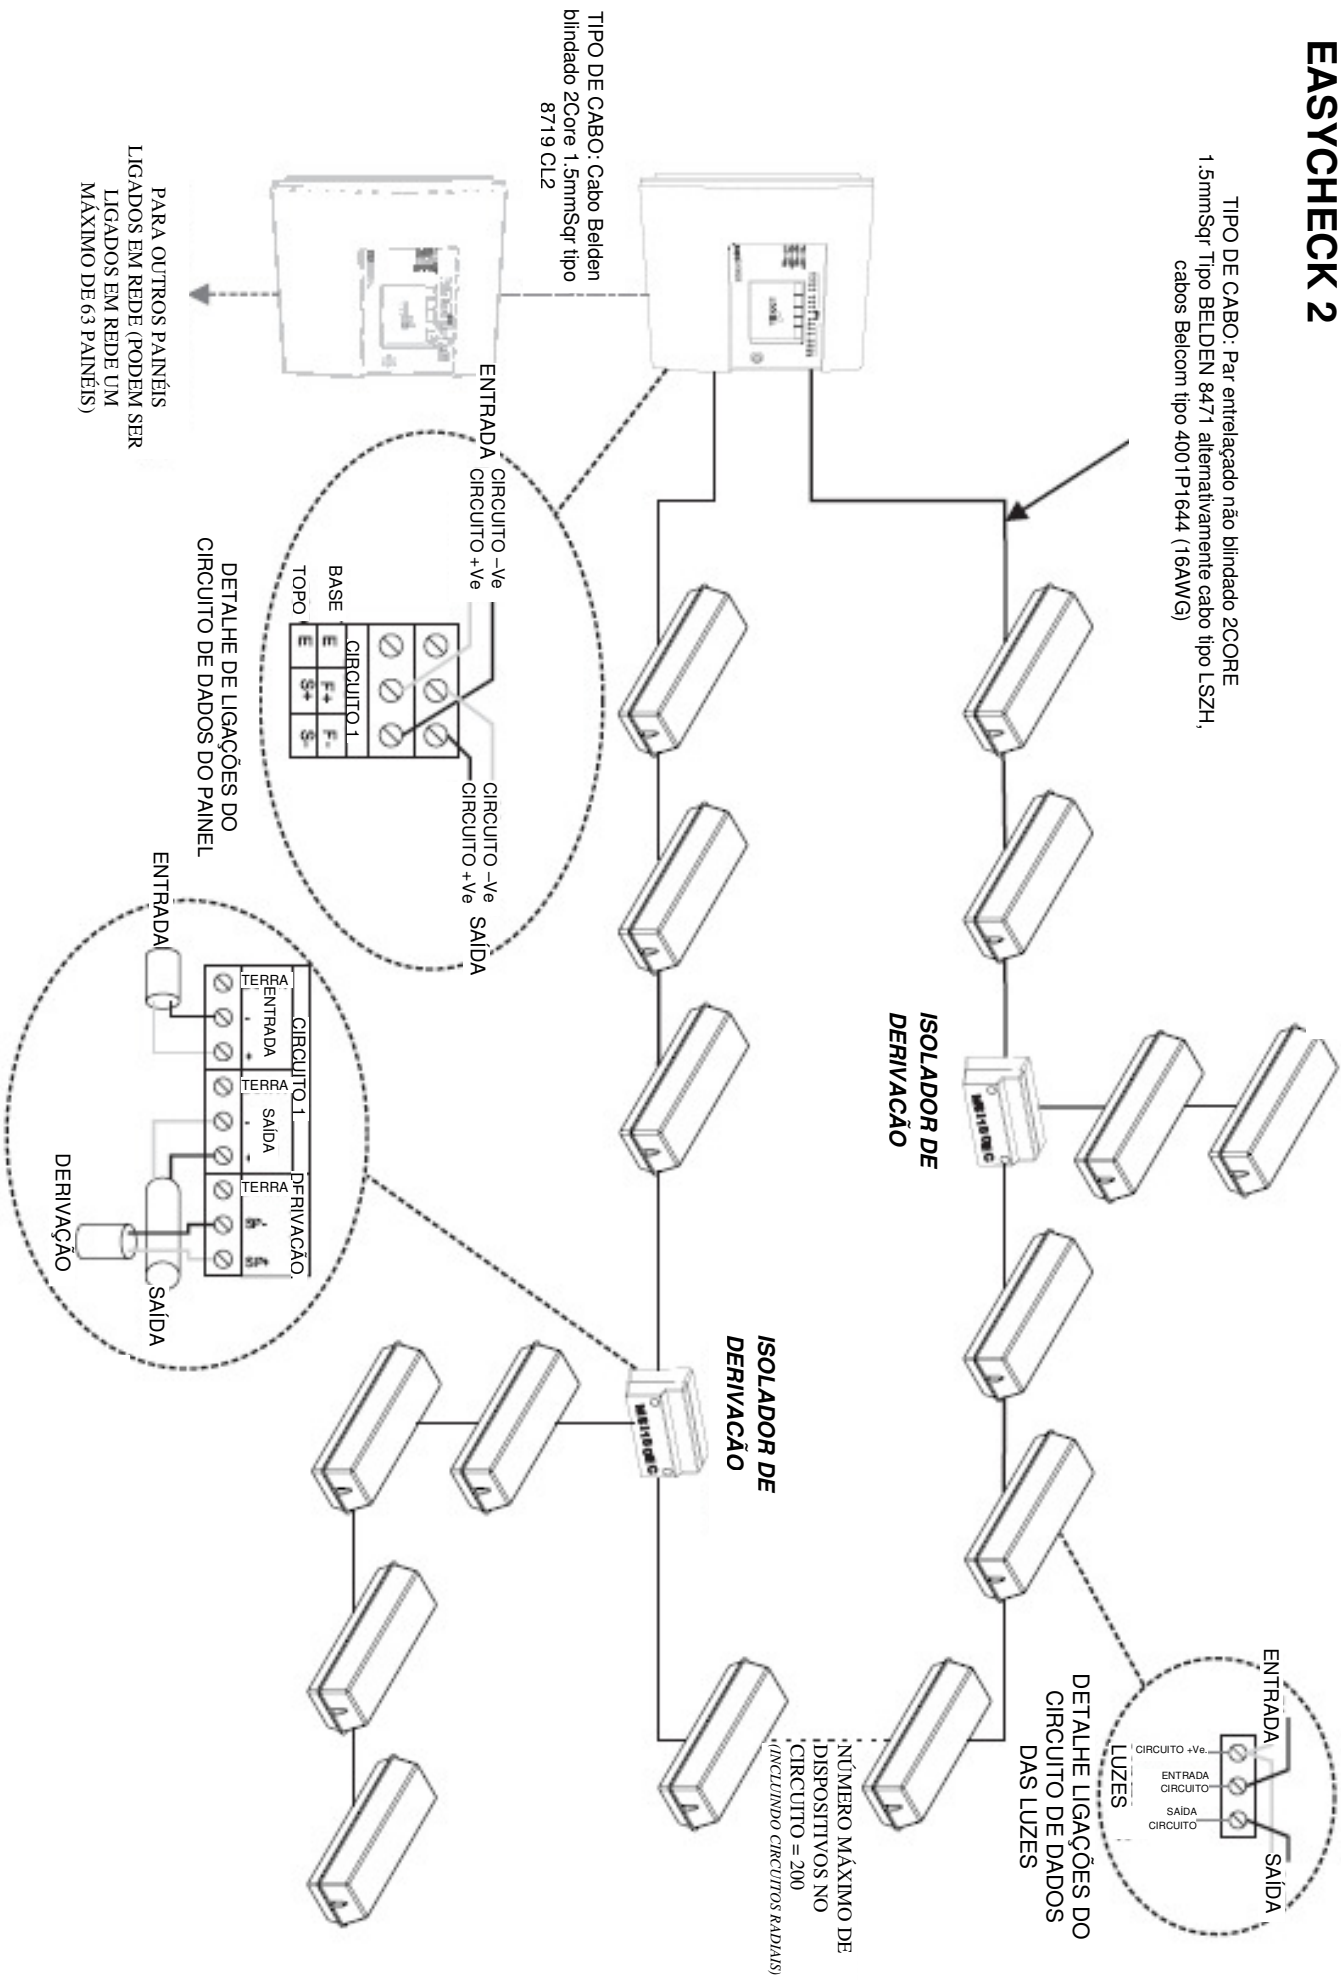 EASYCHECK 2
TIPO DE CABO: Par entrelaçado não blindado 2CORE
1.5mmSqr Tipo BELDEN 8471 alternativamente cabo tipo LSZH,
cabos Belcom tipo 4001P1644 (16AWG)
TIPO DE CABO: Cabo Belden
blindado 2Core 1.5mmSqr tipo
8719 CL2
PARA OUTROS PAINÉIS
LIGADOS EM REDE (PODEM SER
LIGADOS EM REDE UM
MÁXIMO DE 63 PAINÉIS)
ENTRADA
CIRCUITO –Ve
CIRCUITO +Ve
BASE
TOPO
CIRCUITO 1
E F+ F-
E S+ S-
CIRCUITO –Ve
CIRCUITO +Ve
SAÍDA
DETALHE DE LIGAÇÕES DO
CIRCUITO DE DADOS DO PAINEL
ISOLADOR DE
DERIVACÃO
MSI150EC
ISOLADOR DE
DERIVACÃO
MSI150EC
ENTRADA
CIRCUITO 1
DERIVACÃO
TERRA
ENTRADA
- +
TERRA
SAÍDA
-
TERRA
SP-
SP+
DERIVAÇÃO
SAÍDA
ENTRADA
CIRCUITO +Ve.
ENTRADA
CIRCUITO
SAÍDA
CIRCUITO
LUZES
SAÍDA
DETALHE LIGAÇÕES DO
CIRCUITO DE DADOS
DAS LUZES
NÚMERO MÁXIMO DE
DISPOSITIVOS NO
CIRCUITO = 200
(INCLUINDO CIRCUITOS RADIAIS)